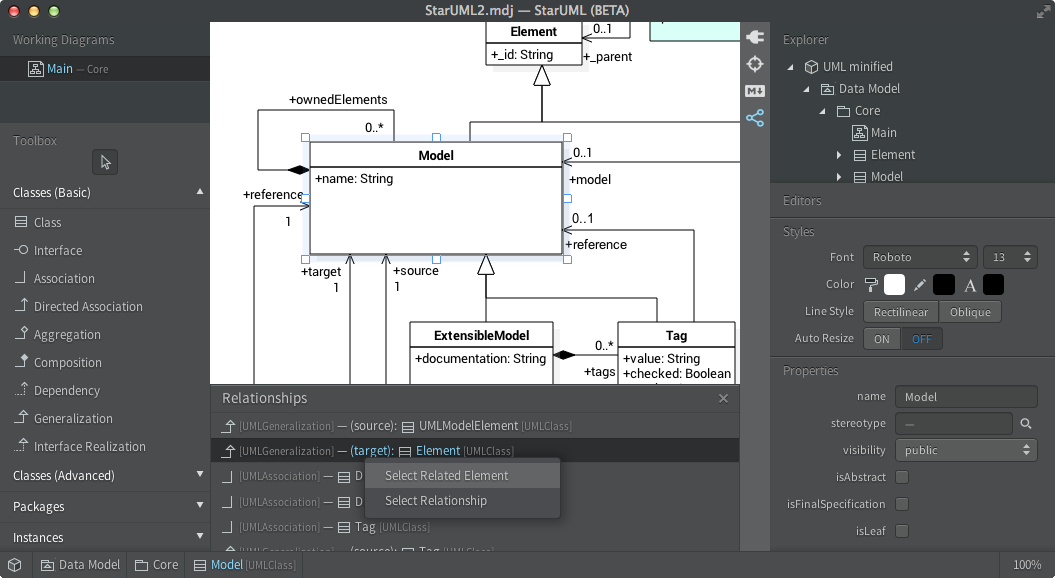 StarUML2.mdj — StarUML (BETA)
Working Diagrams
Main — Core
Toolbox
Classes (Basic)
Class
Interface
Association
Directed Association
Aggregation
Composition
Dependency
Generalization
Interface Realization
Classes (Advanced)
Packages
Instances
Element
+_id: String
0..1
+_parent
+ownedElements
0..*
Model
+name: String
0..1
+model
+reference
1
0..1
+reference
+target
1
+source
1
ExtensibleModel
+documentation: String
0..*
+tags
Tag
+value: String
+checked: Boolean
Relationships
[UMLGeneralization] — (source): UMLModelElement [UMLClass]
[UMLGeneralization] — (target): Element [UMLClass]
[UMLAssociation] — D
[UMLAssociation] — D
[UMLAssociation] — Tag [UMLClass]
[UMLGeneralization] — (source): Tag [UMLClass]
Select Related Element
Select Relationship
M
Explorer
UML minified
Data Model
Core
Main
Element
Model
Editors
Styles
Font Roboto 13
Color A
Line Style Rectilinear Oblique
Auto Resize ON OFF
Properties
name Model
stereotype —
visibility public
isAbstract
isFinalSpecification
isLeaf
Data Model Core Model [UMLClass] 100%